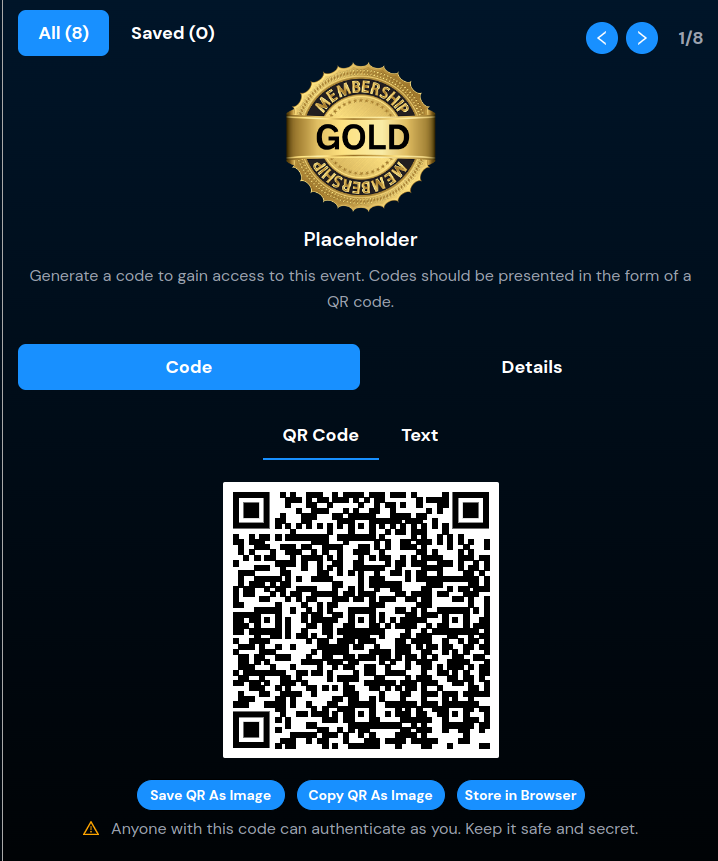 All (8)
Saved (0)
1/8
MEMBERSHIP
GOLD
MEMBERSHIP
Placeholder
Generate a code to gain access to this event. Codes should be presented in the form of a
QR code.
Code
Details
QR Code
Text
Save QR As Image
Copy QR As Image
Store in Browser
Anyone with this code can authenticate as you. Keep it safe and secret.